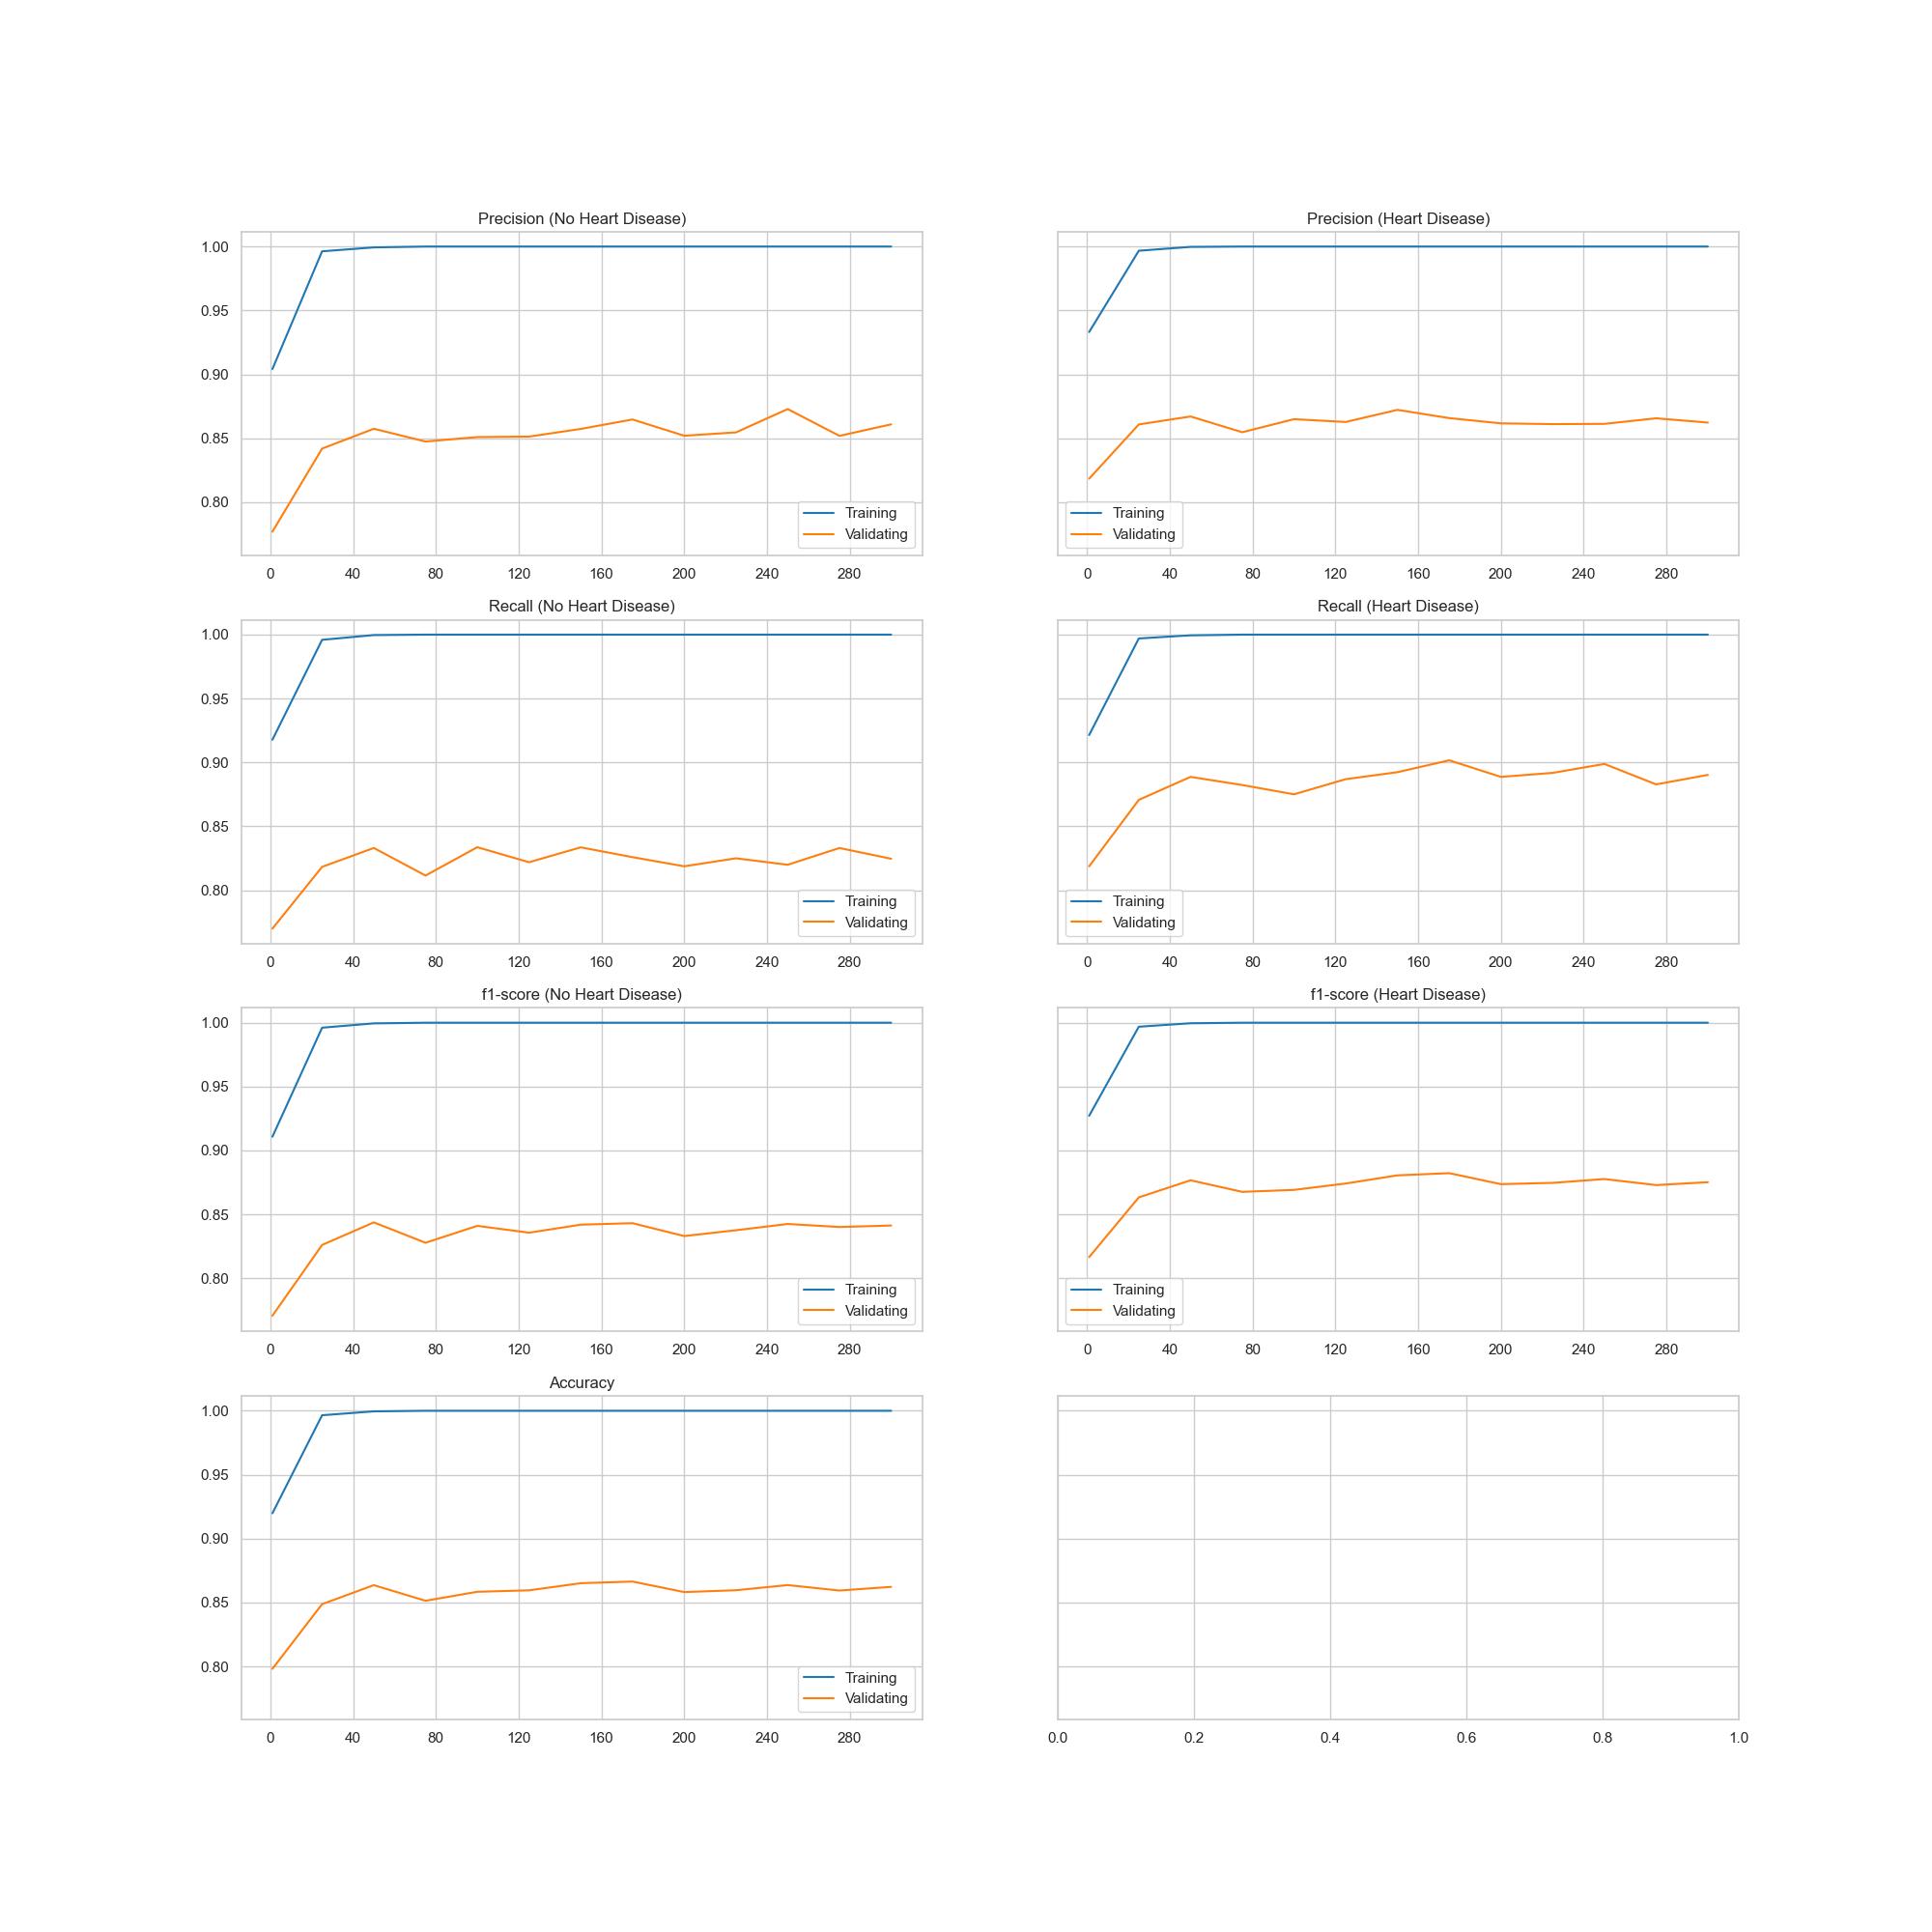 Precision (No Heart Disease)
1.00
0.95
0.90
0.85
0.80
Training
Validating
0 40 80 120 160 200 240 280
Precision (Heart Disease)
Training
Validating
0 40 80 120 160 200 240 280
Recall (No Heart Disease)
1.00
0.95
0.90
0.85
0.80
Training
Validating
0 40 80 120 160 200 240 280
Recall (Heart Disease)
Training
Validating
0 40 80 120 160 200 240 280
f1-score (No Heart Disease)
1.00
0.95
0.90
0.85
0.80
Training
Validating
0 40 80 120 160 200 240 280
f1-score (Heart Disease)
Training
Validating
0 40 80 120 160 200 240 280
Accuracy
1.00
0.95
0.90
0.85
0.80
Training
Validating
0 40 80 120 160 200 240 280
0.0 0.2 0.4 0.6 0.8 1.0